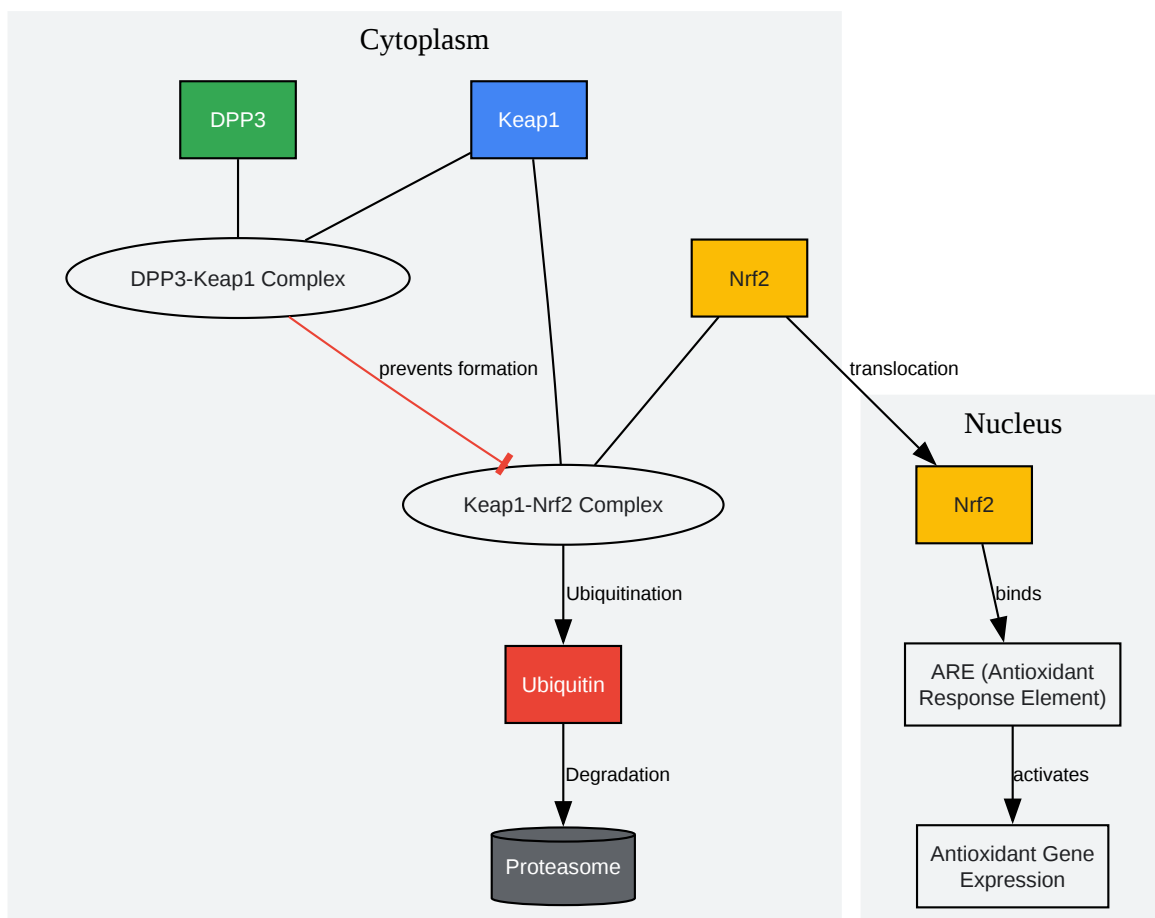 Cytoplasm
DPP3
Keap1
DPP3-Keap1 Complex
Nrf2
prevents formation
translocation
Nucleus
Keap1-Nrf2 Complex
Nrf2
Ubiquitination
binds
Ubiquitin
ARE (Antioxidant
Response Element)
Degradation
activates
Proteasome
Antioxidant Gene
Expression